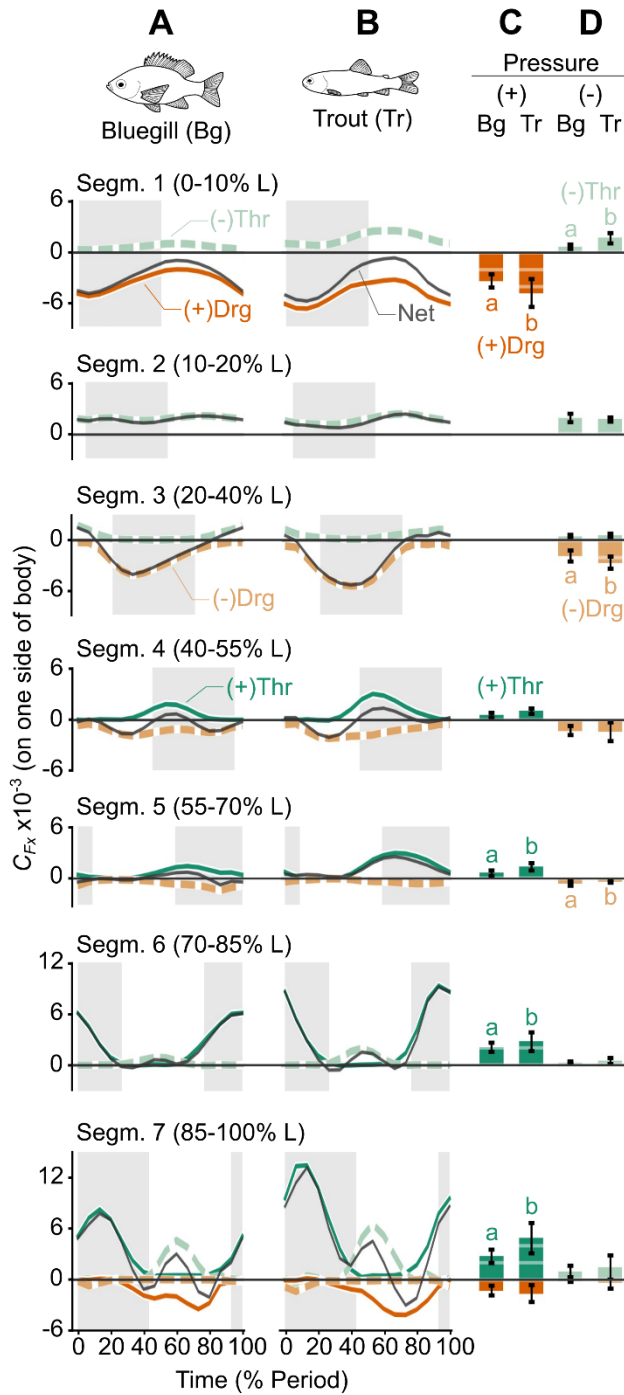 A B C D
Pressure
(+) (-)
Bluegill (Bg) Trout (Tr) Bg Tr Bg Tr
Segm. 1 (0-10% L)
6
0
-6
(-)Thr
(+)Drg
Net
(-)Thr
a b
a b
(+)Drg
Segm. 2 (10-20% L)
6
0
Segm. 3 (20-40% L)
0
-6
(-)Drg
a b
(-)Drg
Segm. 4 (40-55% L)
6
0
-6
(+)Thr
(+)Thr
Segm. 5 (55-70% L)
6
0
a b
a b
Segm. 6 (70-85% L)
12
6
0
a b
Segm. 7 (85-100% L)
12
6
0
-6
a b
0 20 40 60 80 100 0 20 40 60 80 100
Time (% Period)
Time (% Period)
C_Fx x10^-3 (on one side of body)